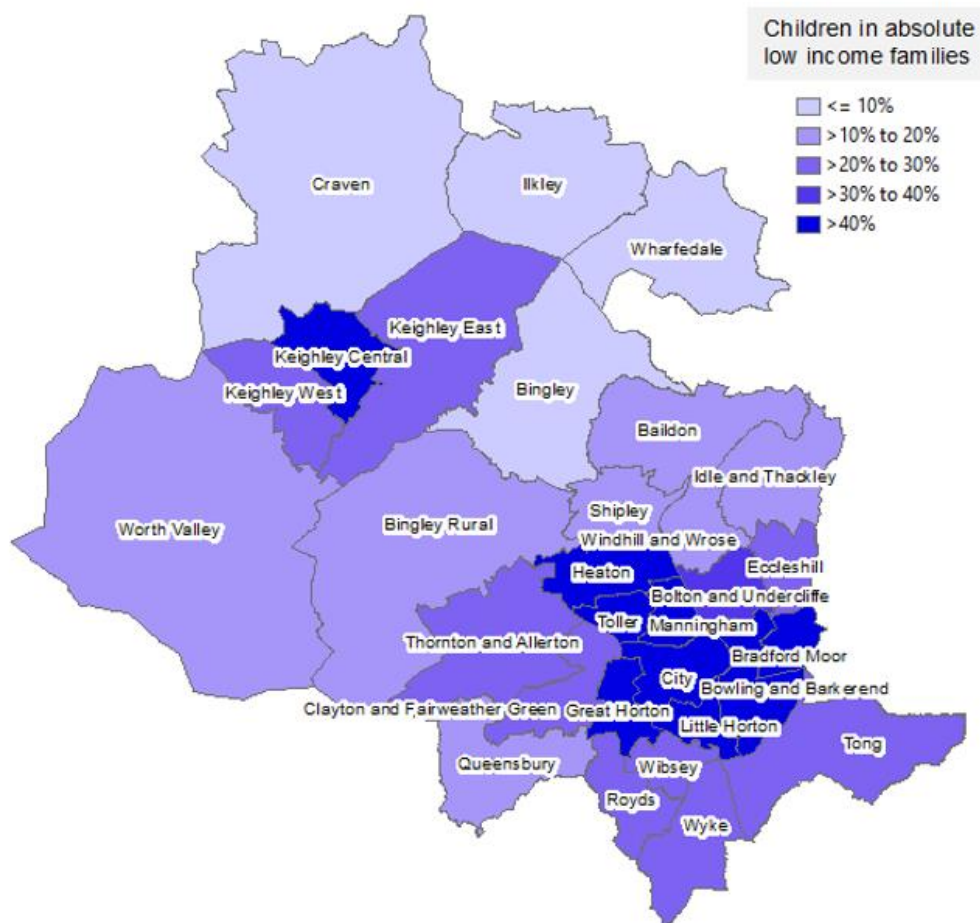 Children in absolute
low income families
<= 10%
>10% to 20%
>20% to 30%
>30% to 40%
>40%
Craven
Ilkley
Wharfedale
Keighley East
Keighley Central
Keighley West
Bingley
Baildon
Idle and Thackley
Shipley
Worth Valley
Bingley Rural
Windhill and Wrose
Heaton
Eccleshill
Bolton and Undercliffe
Toller
Manningham
Thornton and Allerton
Bradford Moor
City
Bowling and Barkerend
Clayton and Fairweather Green
Great Horton
Little Horton
Tong
Queensbury
Wibsey
Royds
Wyke